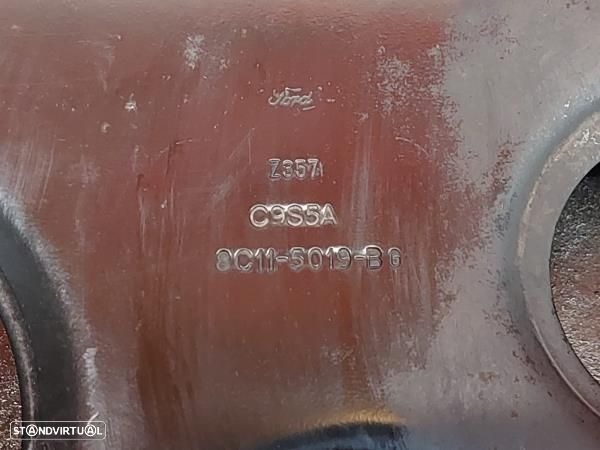 Ford
Z357
C9S5A
8C11-5019-BG
STANDVIRTUAL